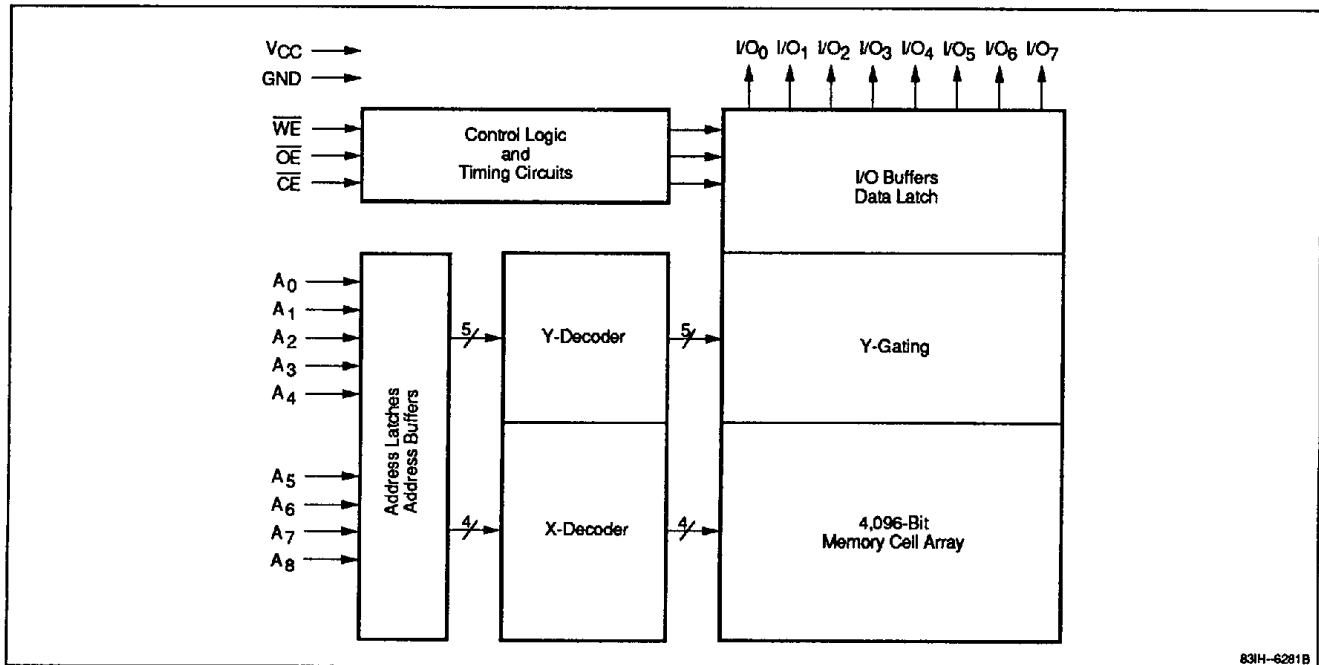 VCC
GND
WE
OE
CE
Control Logic
and
Timing Circuits
I/O0 I/O1 I/O2 I/O3 I/O4 I/O5 I/O6 I/O7
I/O Buffers
Data Latch
A0
A1
A2
A3
A4
A5
A6
A7
A8
Address Latches
Address Buffers
5
Y-Decoder
5
Y-Gating
4
X-Decoder
4
4,096-Bit
Memory Cell Array
83IH-6281B